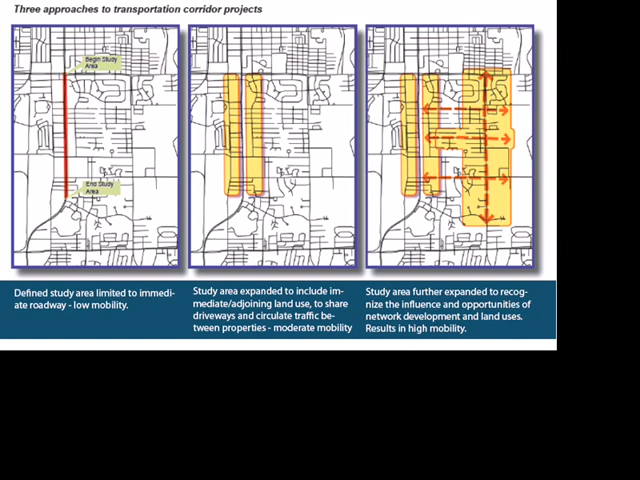 Three approaches to transportation corridor projects
Begin Study
Area
End Study
Area
Defined study area limited to immedi-
ate roadway - low mobility.
Study area expanded to include im-
mediate/adjoining land use, to share
driveways and circulate traffic be-
tween properties - moderate mobility
Study area further expanded to recog-
nize the influence and opportunities of
network development and land uses.
Results in high mobility.